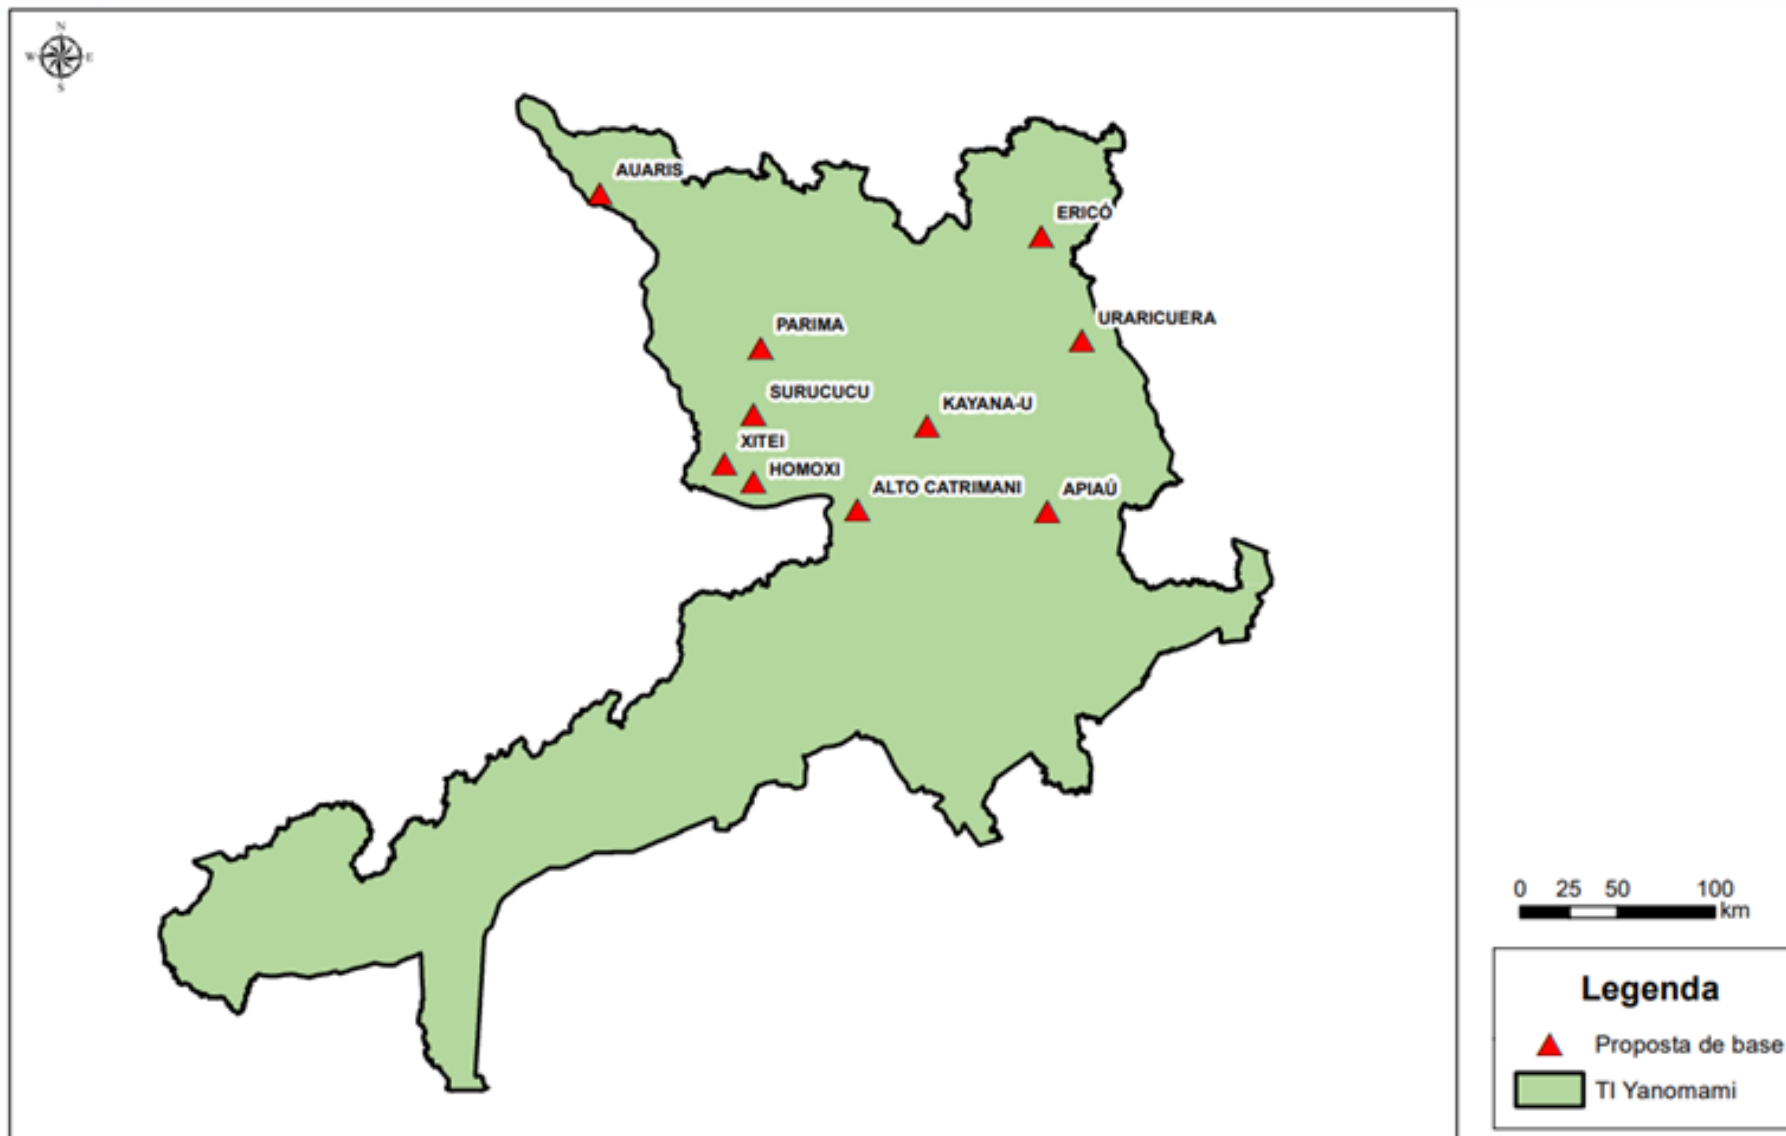 N
W E
S
AUARIS
ERICÓ
URARICUERA
PARIMA
SURUCUCU
KAYANA-U
XITEI
HOMOXI
ALTO CATRIMANI
APIAÚ
0 25 50 100
km
Legenda
Proposta de base
TI Yanomami